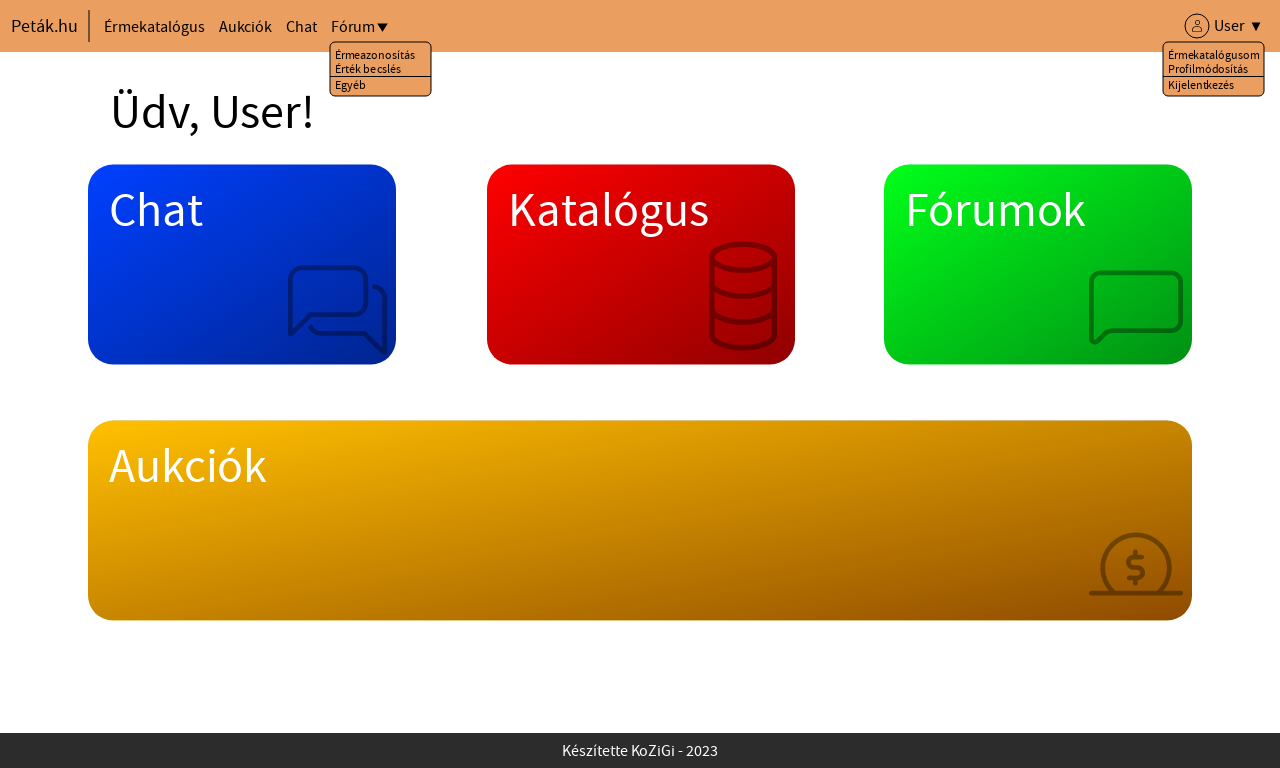 Peták.hu
Érmekatalógus
Aukciók
Chat
Fórum
User
Érmeazonosítás
Érték becslés
Egyéb
Érmekatalógusom
Profilmódosítás
Kijelentkezés
Üdv, User!
Chat
Katalógus
Fórumok
Aukciók
$
Készítette KoZiGi - 2023